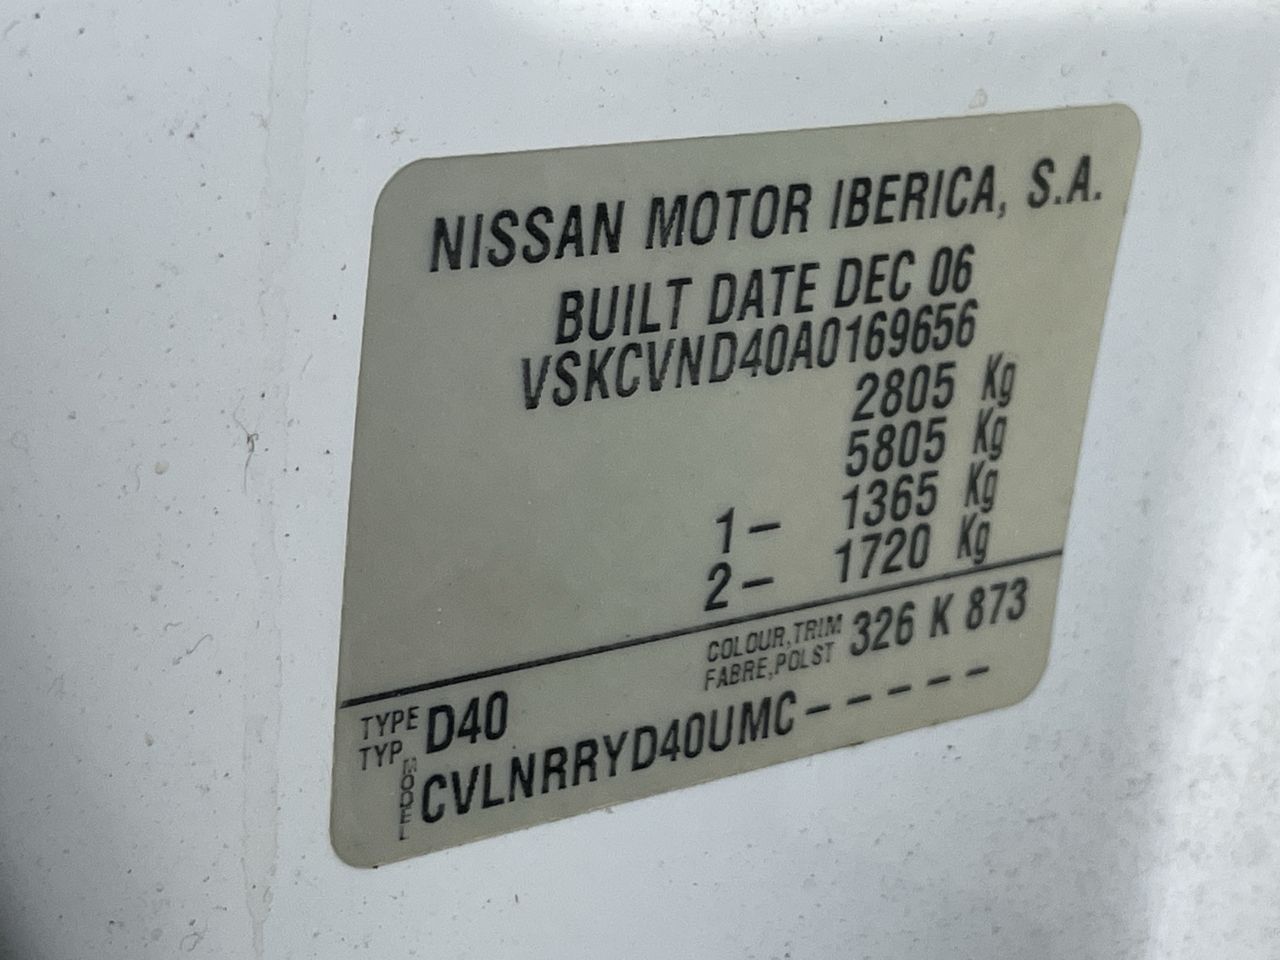 NISSAN MOTOR IBERICA, S.A.
BUILT DATE DEC 06
VSKCVND40A0169656
2805 Kg
5805 Kg
1- 1365 Kg
2- 1720 Kg
COLOUR,TRIM 326 K 873
FABRE,POLST
TYPE D40
TYP.
MODEL CVLNRRYD40UMC-----